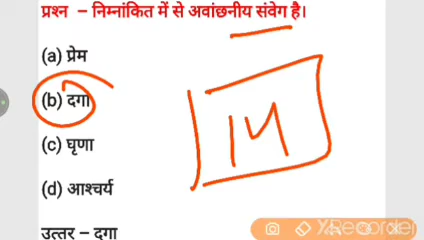 प्रश्न – निम्नांकित में से अवांछनीय संवेग है।
(a) प्रेम
(b) दगा
(c) घृणा
(d) आश्चर्य
14
उत्तर – दगा
XRecorder